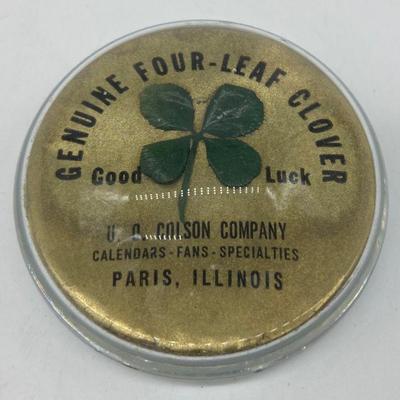 GENUINE FOUR-LEAF CLOVER
Good Luck
U. O. COLSON COMPANY
CALENDARS - FANS - SPECIALTIES
PARIS, ILLINOIS